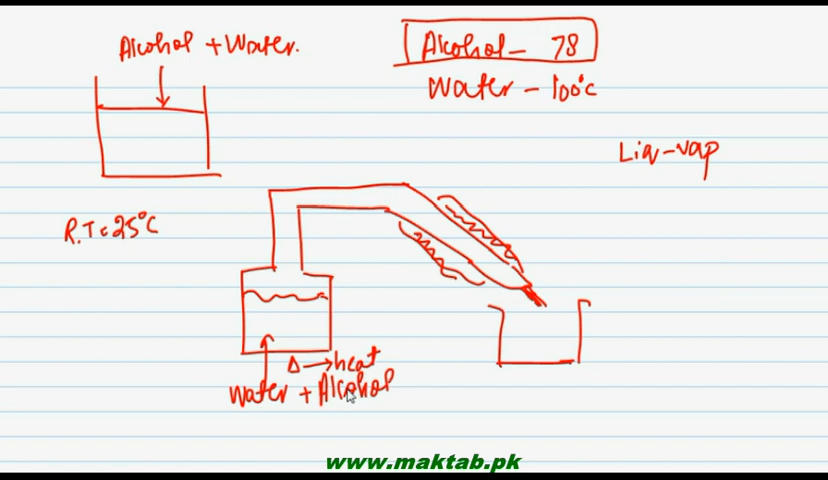 Alcohol + Water.
Alcohol - 78
Water - 100°C
Liq - vap
R.T = 25°C
Δ → heat
Water + Alcohol
www.maktab.pk